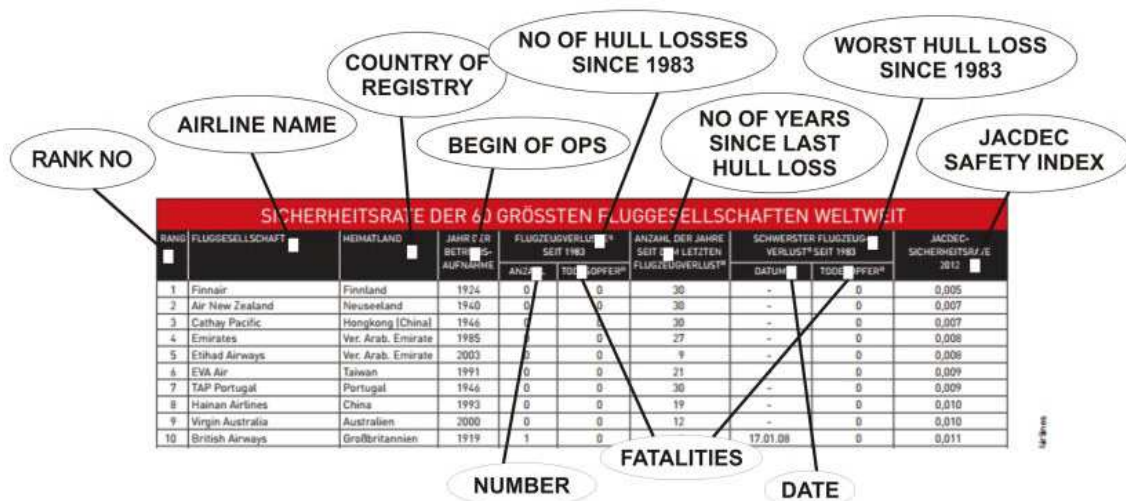 NO OF HULL LOSSES
SINCE 1983
WORST HULL LOSS
SINCE 1983
COUNTRY OF
REGISTRY
AIRLINE NAME
NO OF YEARS
SINCE LAST
HULL LOSS
JACDEC
SAFETY INDEX
RANK NO
BEGIN OF OPS
SICHERHEITSRATE DER 60 GRÖSSTEN FLUGGESELLSCHAFTEN WELTWEIT
RANG FLUGGESELLSCHAFT HEIMATLAND JAHR DER FLUGZEUGVERLUSTE ANZAHL DER JAHRE SCHWERSTER FLUGZEUG- JACDEC-
BETRIEBS- SEIT 1983 SEIT DEM LETZTEN VERLUST SEIT 1983 SICHERHEITSRATE
AUFNAHME FLUGZEUGVERLUST 2012
ANZAHL TODESOPFER DATUM TODESOPFER
1 Finnair Finnland 1924 0 0 30 - 0 0,005
2 Air New Zealand Neuseeland 1940 0 0 30 - 0 0,007
3 Cathay Pacific Hongkong (China) 1946 0 0 30 - 0 0,007
4 Emirates Ver. Arab. Emirate 1985 0 0 27 - 0 0,008
5 Etihad Airways Ver. Arab. Emirate 2003 0 0 9 - 0 0,008
6 EVA Air Taiwan 1991 0 0 21 - 0 0,009
7 TAP Portugal Portugal 1946 0 0 30 - 0 0,009
8 Hainan Airlines China 1993 0 0 19 - 0 0,010
9 Virgin Australia Australien 2000 0 0 12 - 0 0,010
10 British Airways Großbritannien 1919 1 0 17.01.08 0 0,011
FATALITIES
NUMBER
DATE